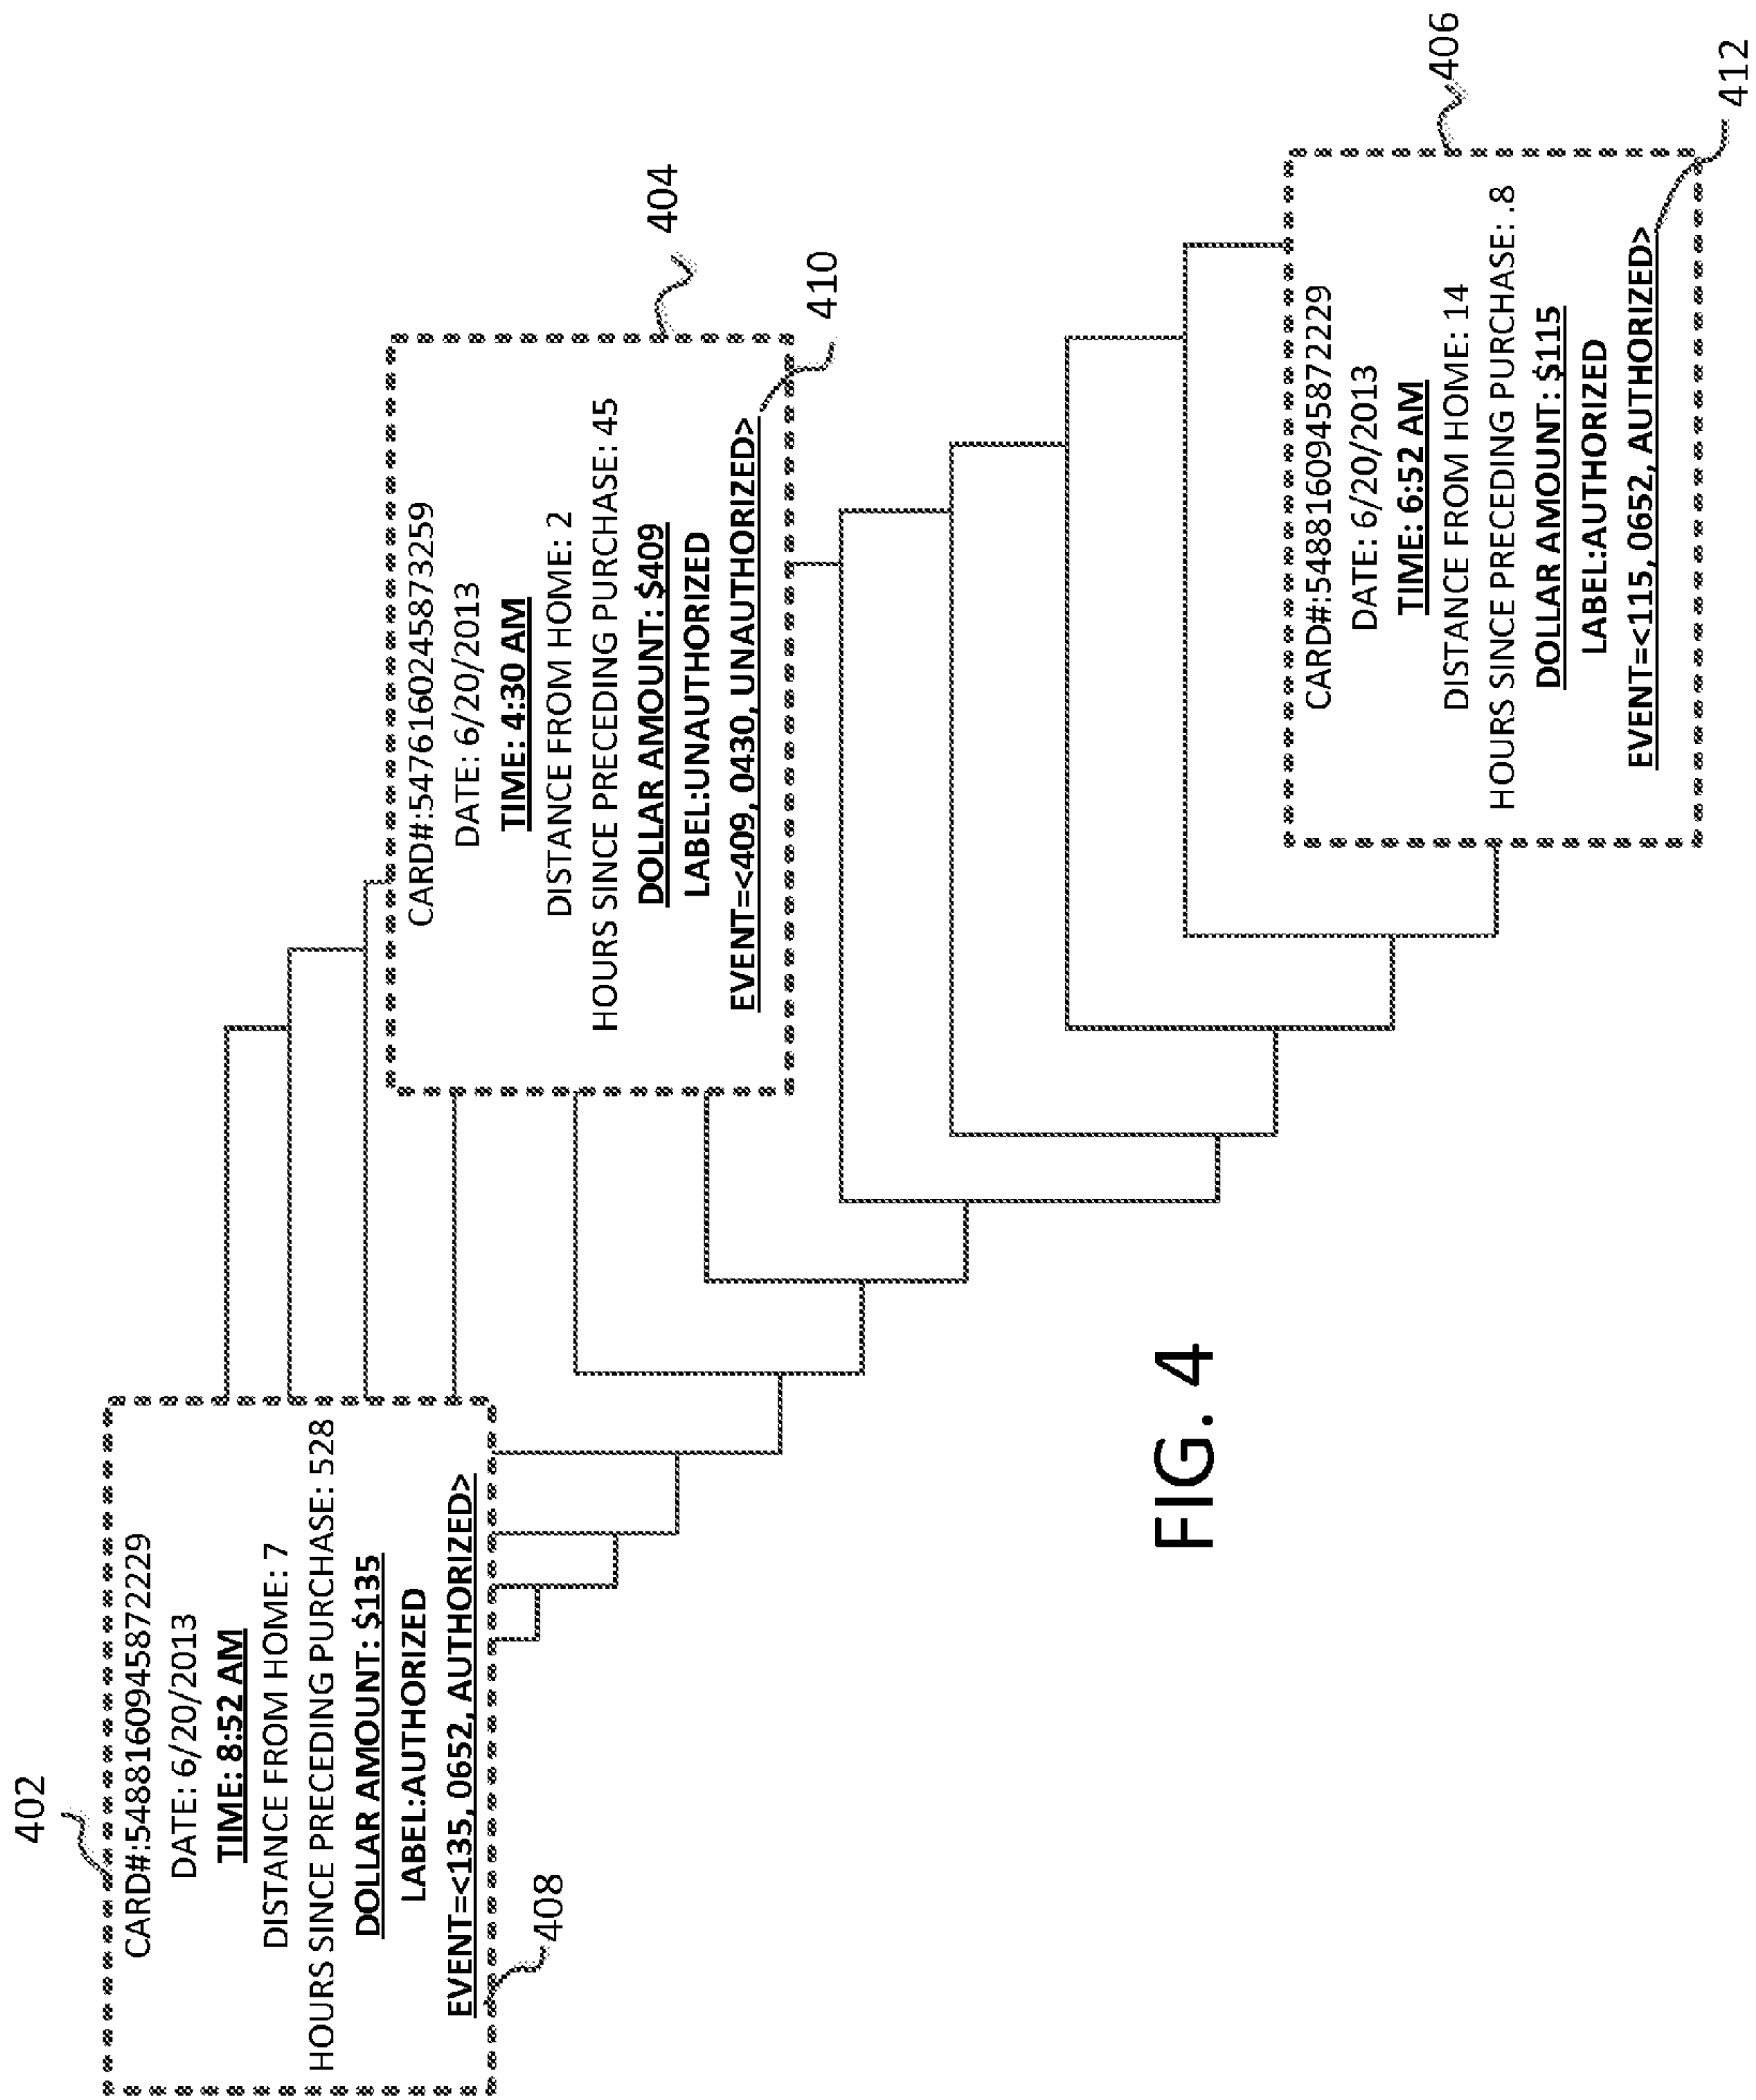 402
CARD#:5488160945872229
DATE: 6/20/2013
TIME: 8:52 AM
DISTANCE FROM HOME: 7
HOURS SINCE PRECEDING PURCHASE: 528
DOLLAR AMOUNT: $135
LABEL:AUTHORIZED
EVENT=<135, 0652, AUTHORIZED>
408
404
CARD#:5476160245873259
DATE: 6/20/2013
TIME: 4:30 AM
DISTANCE FROM HOME: 2
HOURS SINCE PRECEDING PURCHASE: 45
DOLLAR AMOUNT: $409
LABEL:UNAUTHORIZED
EVENT=<409, 0430, UNAUTHORIZED>
410
406
CARD#:5488160945872229
DATE: 6/20/2013
TIME: 6:52 AM
DISTANCE FROM HOME: 14
HOURS SINCE PRECEDING PURCHASE: .8
DOLLAR AMOUNT: $115
LABEL:AUTHORIZED
EVENT=<115, 0652, AUTHORIZED>
412
FIG. 4